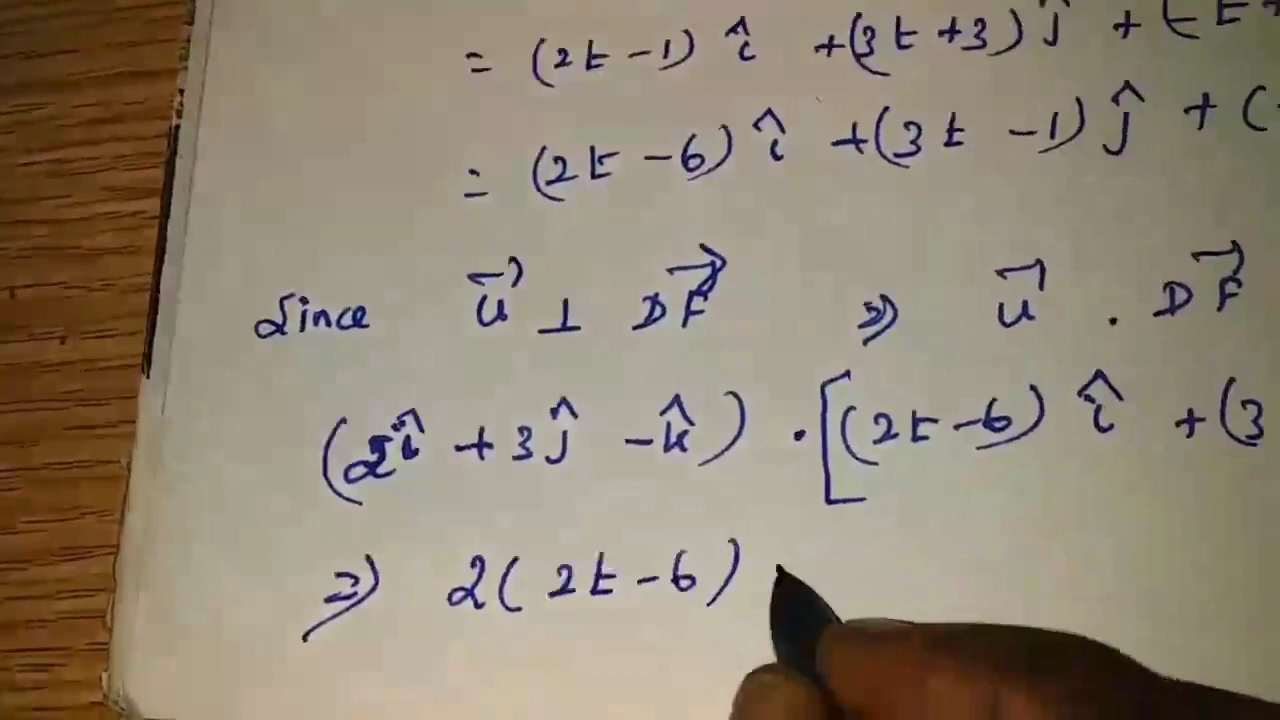 = (2t - 1) î + (3t + 3) ĵ + (
= (2t - 6) î + (3t - 1) ĵ + (
Since u⃗ ⊥ DF⃗ ⇒ u⃗ . DF⃗
(2î + 3ĵ - k̂) . [(2t - 6) î + (3
⇒ 2(2t - 6)